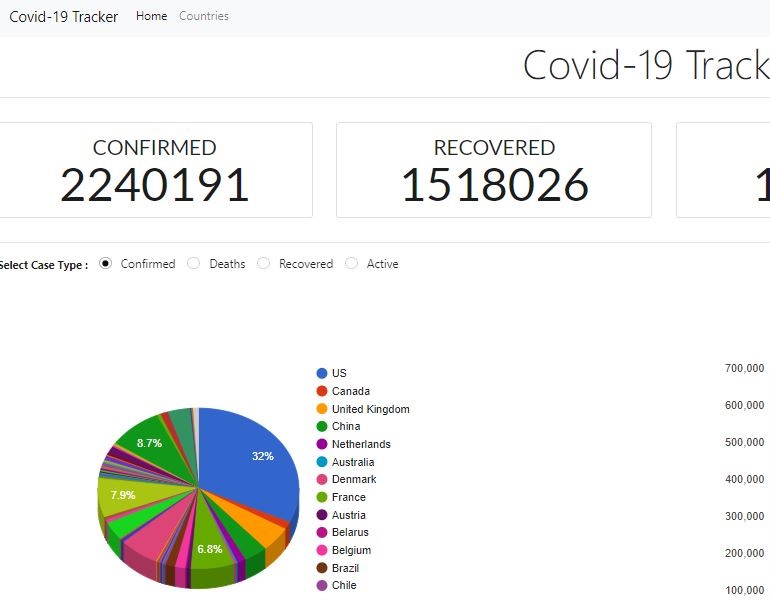 Covid-19 Tracker Home Countries
Covid-19 Track
CONFIRMED
2240191
RECOVERED
1518026
1
Select Case Type :
Confirmed
Deaths
Recovered
Active
8.7%
32%
7.9%
6.8%
US
Canada
United Kingdom
China
Netherlands
Australia
Denmark
France
Austria
Belarus
Belgium
Brazil
Chile
700,000
600,000
500,000
400,000
300,000
200,000
100,000